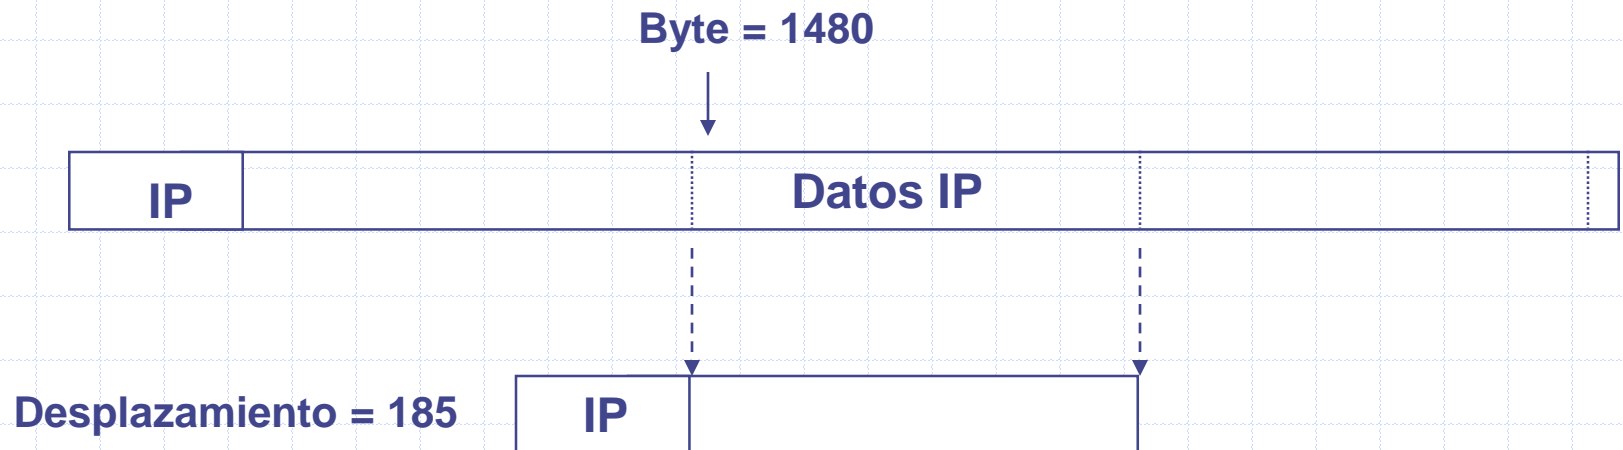 Byte = 1480
IP
Datos IP
Desplazamiento = 185
IP